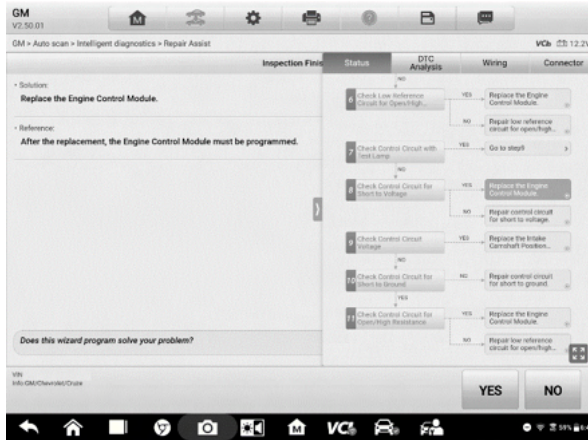 GM
V2.50.01
GM > Auto scan > Intelligent diagnostics > Repair Assist
VCI 12.2V
Inspection Finis
Status
DTC
Analysis
Wiring
Connector
• Solution:
Replace the Engine Control Module.
• Reference:
After the replacement, the Engine Control Module must be programmed.
NO
6 Check Low Reference
Circuit for Open/High...
YES
Replace the Engine
Control Module.
NO
Repair low reference
circuit for open/high...
7 Check Control Circuit with
Test Lamp
YES
Go to step9
NO
8 Check Control Circuit for
Short to Voltage
YES
Replace the Engine
Control Module.
NO
Repair control circuit
for short to voltage.
9 Check Control Circuit
Voltage
YES
Replace the Intake
Camshaft Position...
NO
10 Check Control Circuit for
Short to Ground
NO
Repair control circuit
for short to ground.
YES
11 Check Control Circuit for
Open/High Resistance
YES
Replace the Engine
Control Module.
NO
Repair low reference
circuit for open/high...
Does this wizard program solve your problem?
VIN
Info:GM/Chevrolet/Cruze
YES
NO
VCI
59%